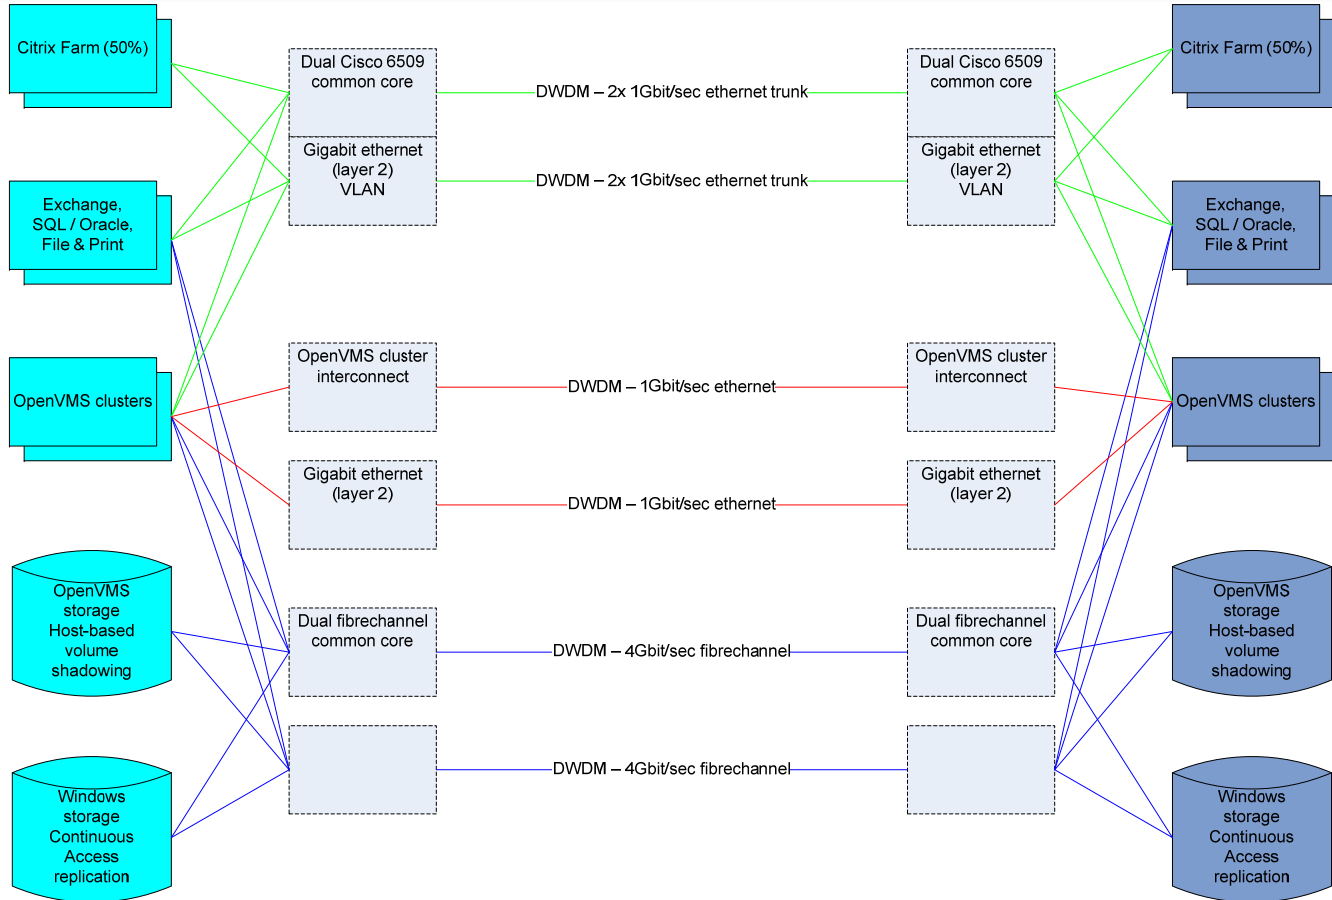 Citrix Farm (50%)
Dual Cisco 6509
common core
DWDM – 2x 1Gbit/sec ethernet trunk
Dual Cisco 6509
common core
Citrix Farm (50%)
Gigabit ethernet
(layer 2)
VLAN
DWDM – 2x 1Gbit/sec ethernet trunk
Gigabit ethernet
(layer 2)
VLAN
Exchange,
SQL / Oracle,
File & Print
Exchange,
SQL / Oracle,
File & Print
OpenVMS clusters
OpenVMS cluster
interconnect
DWDM – 1Gbit/sec ethernet
OpenVMS cluster
interconnect
OpenVMS clusters
Gigabit ethernet
(layer 2)
DWDM – 1Gbit/sec ethernet
Gigabit ethernet
(layer 2)
OpenVMS
storage
Host-based
volume
shadowing
Dual fibrechannel
common core
DWDM – 4Gbit/sec fibrechannel
Dual fibrechannel
common core
OpenVMS
storage
Host-based
volume
shadowing
DWDM – 4Gbit/sec fibrechannel
Windows
storage
Continuous
Access
replication
Windows
storage
Continuous
Access
replication